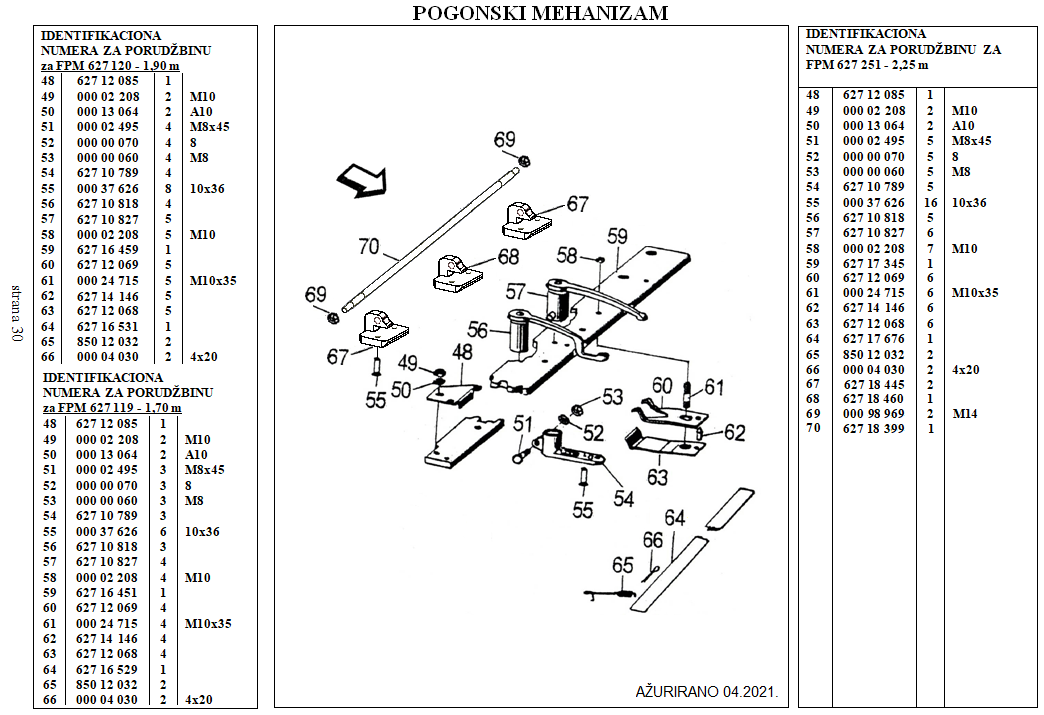 POGONSKI MEHANIZAM
IDENTIFIKACIONA
NUMERA ZA PORUDŽBINU
za FPM 627 120 - 1,90 m
48 627 12 085 1
49 000 02 208 2 M10
50 000 13 064 2 A10
51 000 02 495 4 M8x45
52 000 00 070 4 8
53 000 00 060 4 M8
54 627 10 789 4
55 000 37 626 8 10x36
56 627 10 818 4
57 627 10 827 5
58 000 02 208 5 M10
59 627 16 459 1
60 627 12 069 5
61 000 24 715 5 M10x35
62 627 14 146 5
63 627 12 068 5
64 627 16 531 1
65 850 12 032 2
66 000 04 030 2 4x20
IDENTIFIKACIONA
NUMERA ZA PORUDŽBINU
za FPM 627 119 - 1,70 m
48 627 12 085 1
49 000 02 208 2 M10
50 000 13 064 2 A10
51 000 02 495 3 M8x45
52 000 00 070 3 8
53 000 00 060 3 M8
54 627 10 789 3
55 000 37 626 6 10x36
56 627 10 818 3
57 627 10 827 4
58 000 02 208 4 M10
59 627 16 451 1
60 627 12 069 4
61 000 24 715 4 M10x35
62 627 14 146 4
63 627 12 068 4
64 627 16 529 1
65 850 12 032 2
66 000 04 030 2 4x20
strana 30
69
67
70
68
58
59
57
69
56
67
49
48
50
55
53
60
61
51
52
62
63
54
55
64
66
65
AŽURIRANO 04.2021.
IDENTIFIKACIONA
NUMERA ZA PORUDŽBINU ZA
FPM 627 251 - 2,25 m
48 627 12 085 1
49 000 02 208 2 M10
50 000 13 064 2 A10
51 000 02 495 5 M8x45
52 000 00 070 5 8
53 000 00 060 5 M8
54 627 10 789 5
55 000 37 626 16 10x36
56 627 10 818 5
57 627 10 827 6
58 000 02 208 7 M10
59 627 17 345 1
60 627 12 069 6
61 000 24 715 6 M10x35
62 627 14 146 6
63 627 12 068 6
64 627 17 676 1
65 850 12 032 2
66 000 04 030 2 4x20
67 627 18 445 2
68 627 18 460 1
69 000 98 969 2 M14
70 627 18 399 1